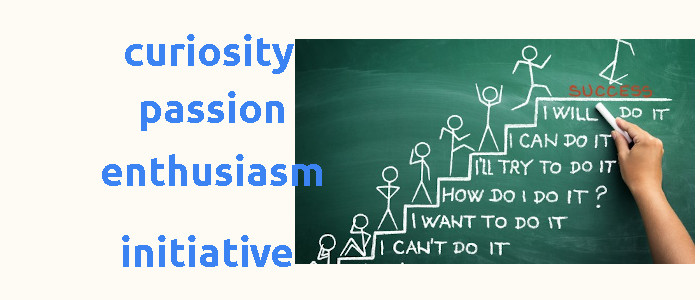 curiosity
passion
enthusiasm
initiative
SUCCESS
I WILL DO IT
I CAN DO IT
I'LL TRY TO DO IT
HOW DO I DO IT?
I WANT TO DO IT
I CAN'T DO IT